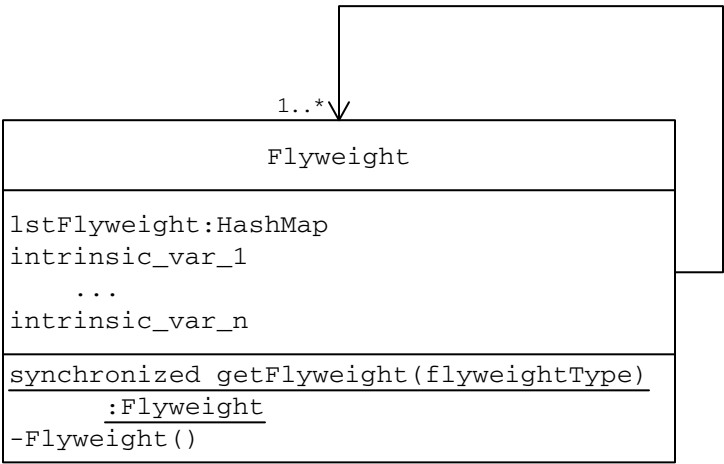 1..*
Flyweight
lstFlyweight:HashMap
intrinsic_var_1
...
intrinsic_var_n
synchronized getFlyweight(flyweightType)
:Flyweight
-Flyweight()